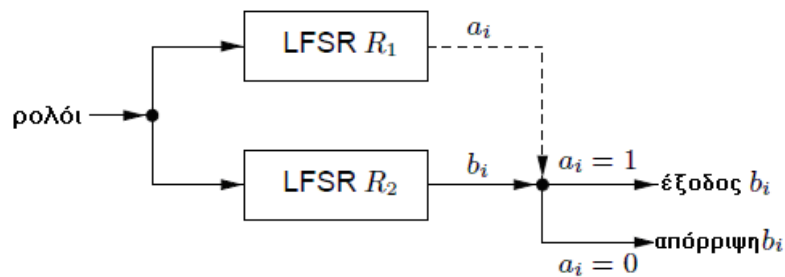 LFSR R₁
aᵢ
ρολόι
LFSR R₂
bᵢ
aᵢ = 1
έξοδος bᵢ
απόρριψη bᵢ
aᵢ = 0